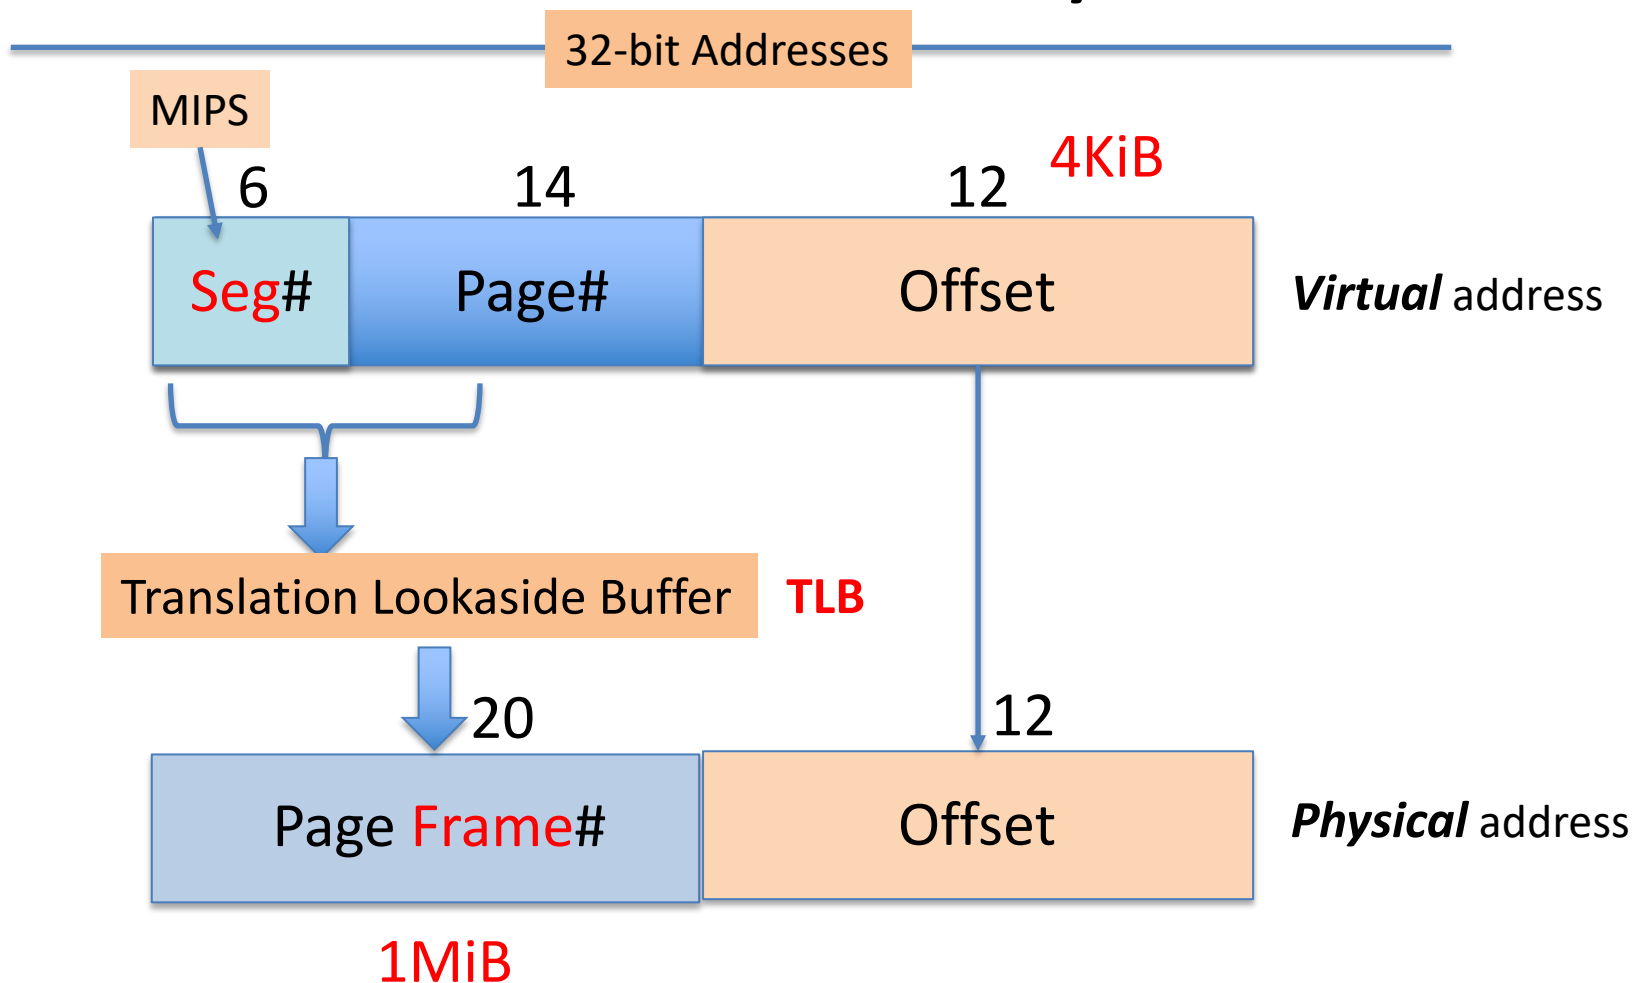 32-bit Addresses
MIPS
4KiB
6 14 12
Seg# Page# Offset Virtual address
Translation Lookaside Buffer TLB
20 12
Page Frame# Offset Physical address
1MiB